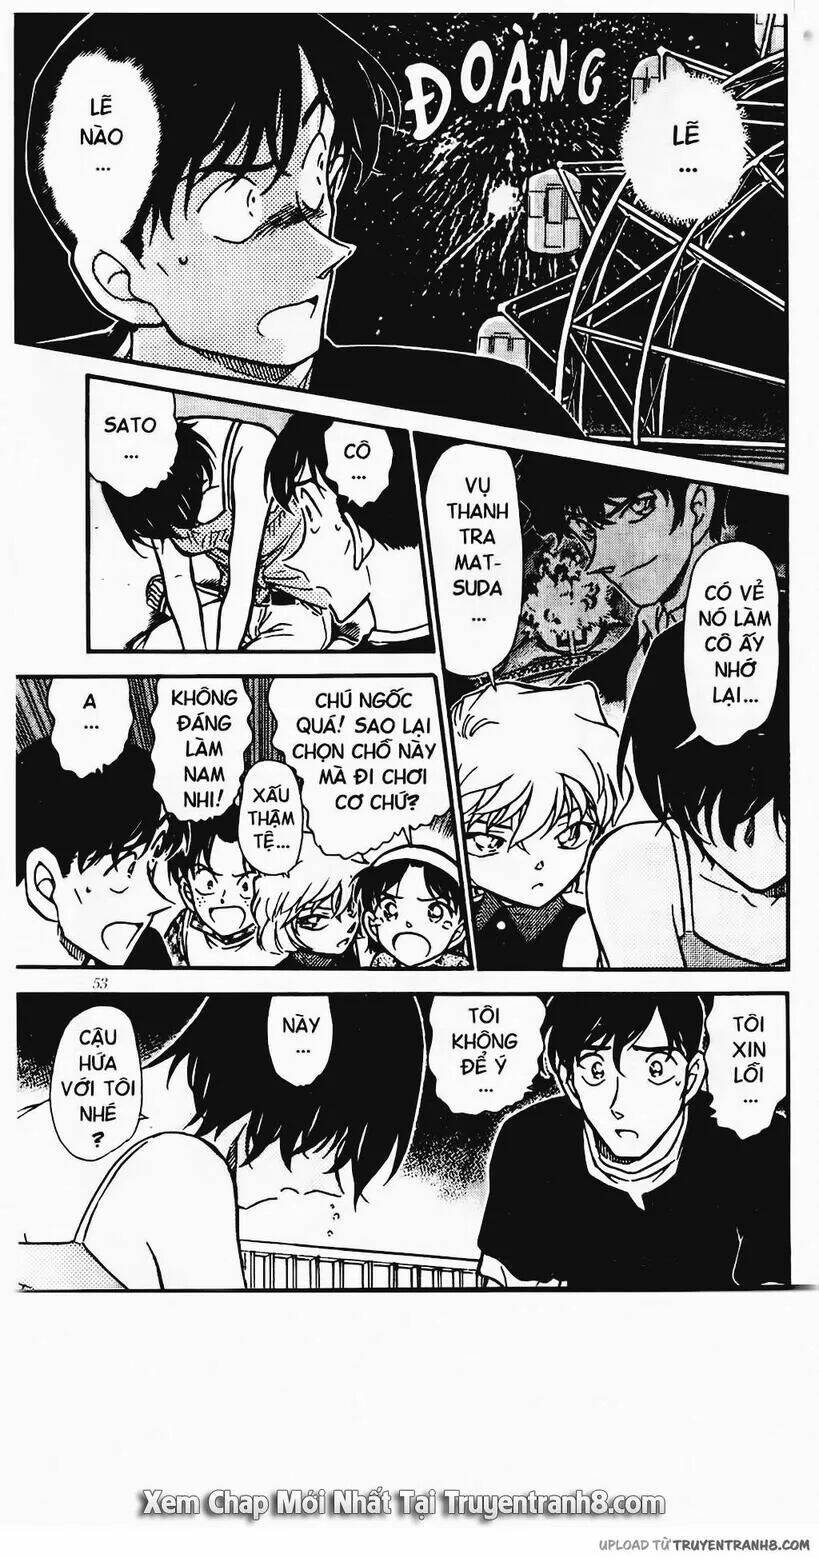 LẼ
...
ĐOÀNG
LẼ
NÀO
...
CÔ
...
SATO
...
CÓ VẺ
NÓ LÀM
CÔ ẤY
NHỚ
LẠI...
VỤ
THANH
TRA
MAT-
SUDA
...
CHÚ NGỐC
QUÁ! SAO LẠI
CHỌN CHỖ NÀY
MÀ ĐI CHƠI
CƠ CHỨ?
XẤU
THẬM
TỆ...
KHÔNG
ĐÁNG
LÀM
NAM
NHI!
A
...
53
TÔI
XIN
LỖI
...
TÔI
KHÔNG
ĐỂ Ý
...
NÀY
...
CẬU
HỨA
VỚI TÔI
NHÉ
?
Xem Chap Mới Nhất Tại Truyentranh8.com
UPLOAD TỪ TRUYENTRANH8.COM